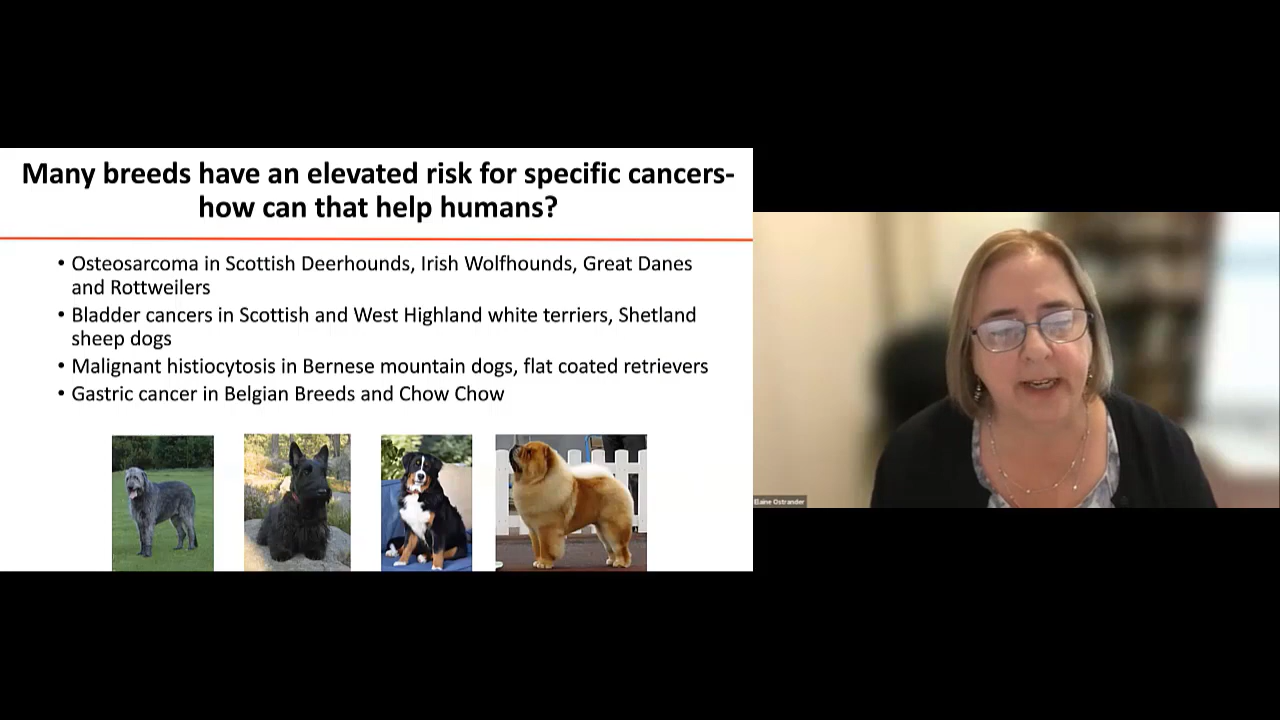 Many breeds have an elevated risk for specific cancers-
how can that help humans?
• Osteosarcoma in Scottish Deerhounds, Irish Wolfhounds, Great Danes
and Rottweilers
• Bladder cancers in Scottish and West Highland white terriers, Shetland
sheep dogs
• Malignant histiocytosis in Bernese mountain dogs, flat coated retrievers
• Gastric cancer in Belgian Breeds and Chow Chow
Elaine Ostrander